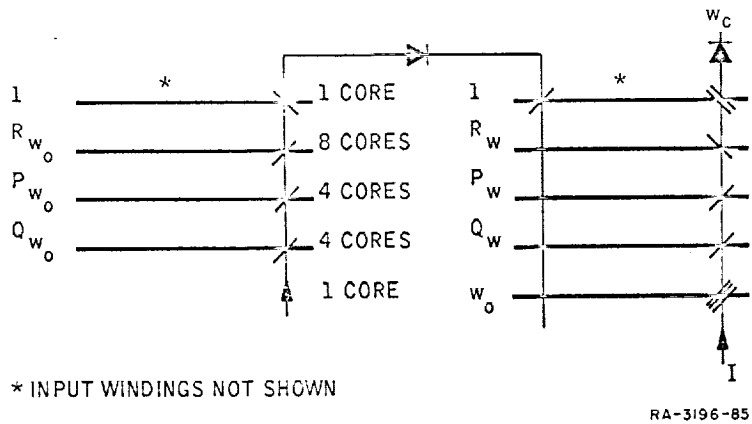 w_c
1 * 1 CORE 1 *
R_w_o 8 CORES R_w
P_w_o 4 CORES P_w
Q_w_o 4 CORES Q_w
1 CORE w_o
I
* INPUT WINDINGS NOT SHOWN
RA-3196-85